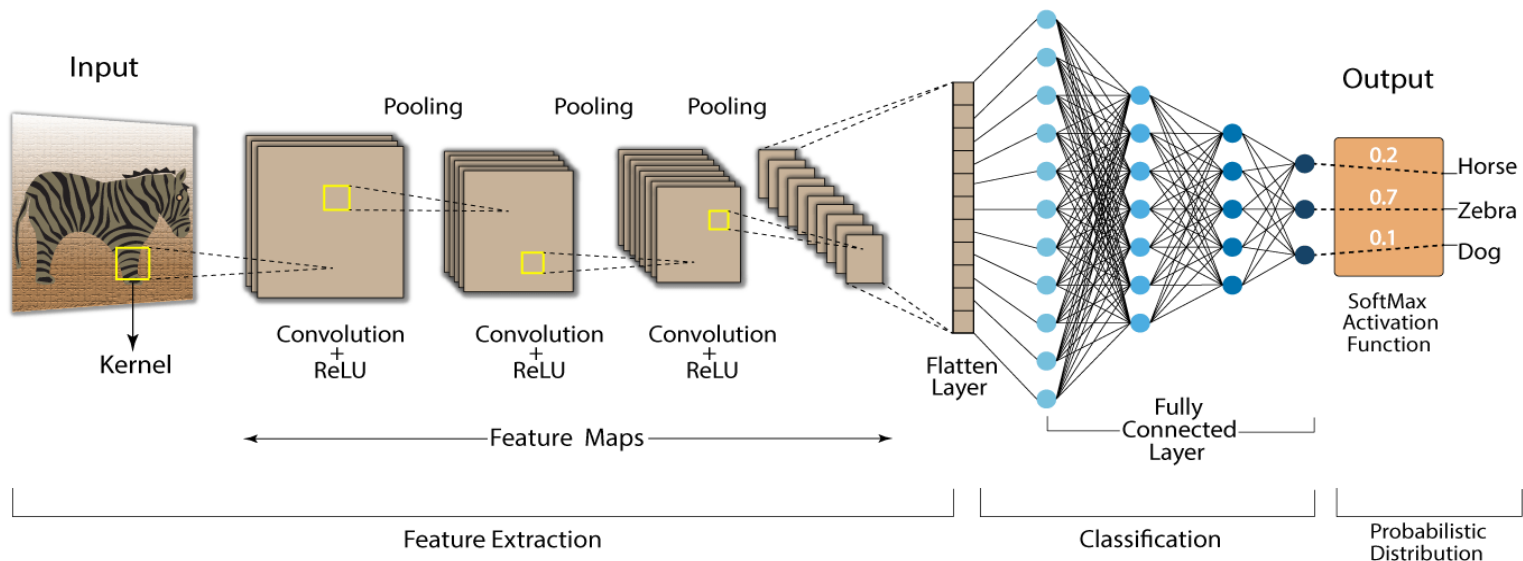 Input
Kernel
Pooling
Pooling
Pooling
Convolution
+
ReLU
Convolution
+
ReLU
Convolution
+
ReLU
Feature Maps
Flatten
Layer
Fully
Connected
Layer
Output
0.2
Horse
0.7
Zebra
0.1
Dog
SoftMax
Activation
Function
Feature Extraction
Classification
Probabilistic
Distribution